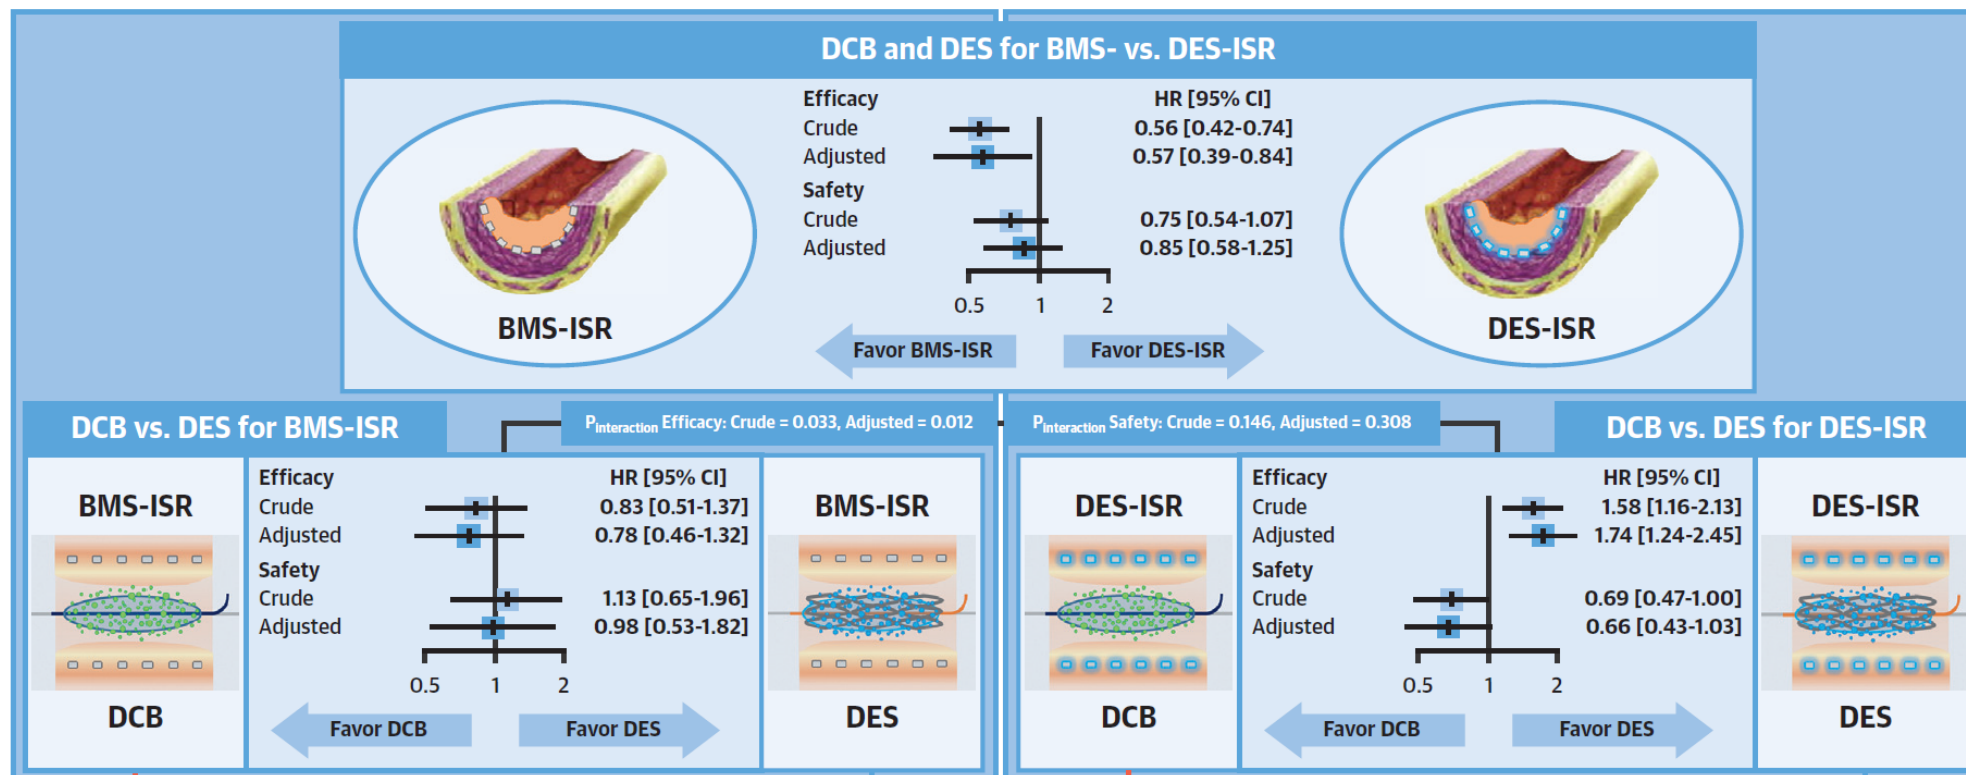 DCB and DES for BMS- vs. DES-ISR
Efficacy HR [95% CI]
Crude 0.56 [0.42-0.74]
Adjusted 0.57 [0.39-0.84]
Safety
Crude 0.75 [0.54-1.07]
Adjusted 0.85 [0.58-1.25]
0.5 1 2
BMS-ISR
DES-ISR
Favor BMS-ISR Favor DES-ISR
DCB vs. DES for BMS-ISR
Pinteraction Efficacy: Crude = 0.033, Adjusted = 0.012
Pinteraction Safety: Crude = 0.146, Adjusted = 0.308
DCB vs. DES for DES-ISR
BMS-ISR
DCB
Efficacy HR [95% CI]
Crude 0.83 [0.51-1.37]
Adjusted 0.78 [0.46-1.32]
Safety
Crude 1.13 [0.65-1.96]
Adjusted 0.98 [0.53-1.82]
0.5 1 2
Favor DCB Favor DES
BMS-ISR
DES
DES-ISR
DCB
Efficacy HR [95% CI]
Crude 1.58 [1.16-2.13]
Adjusted 1.74 [1.24-2.45]
Safety
Crude 0.69 [0.47-1.00]
Adjusted 0.66 [0.43-1.03]
0.5 1 2
Favor DCB Favor DES
DES-ISR
DES